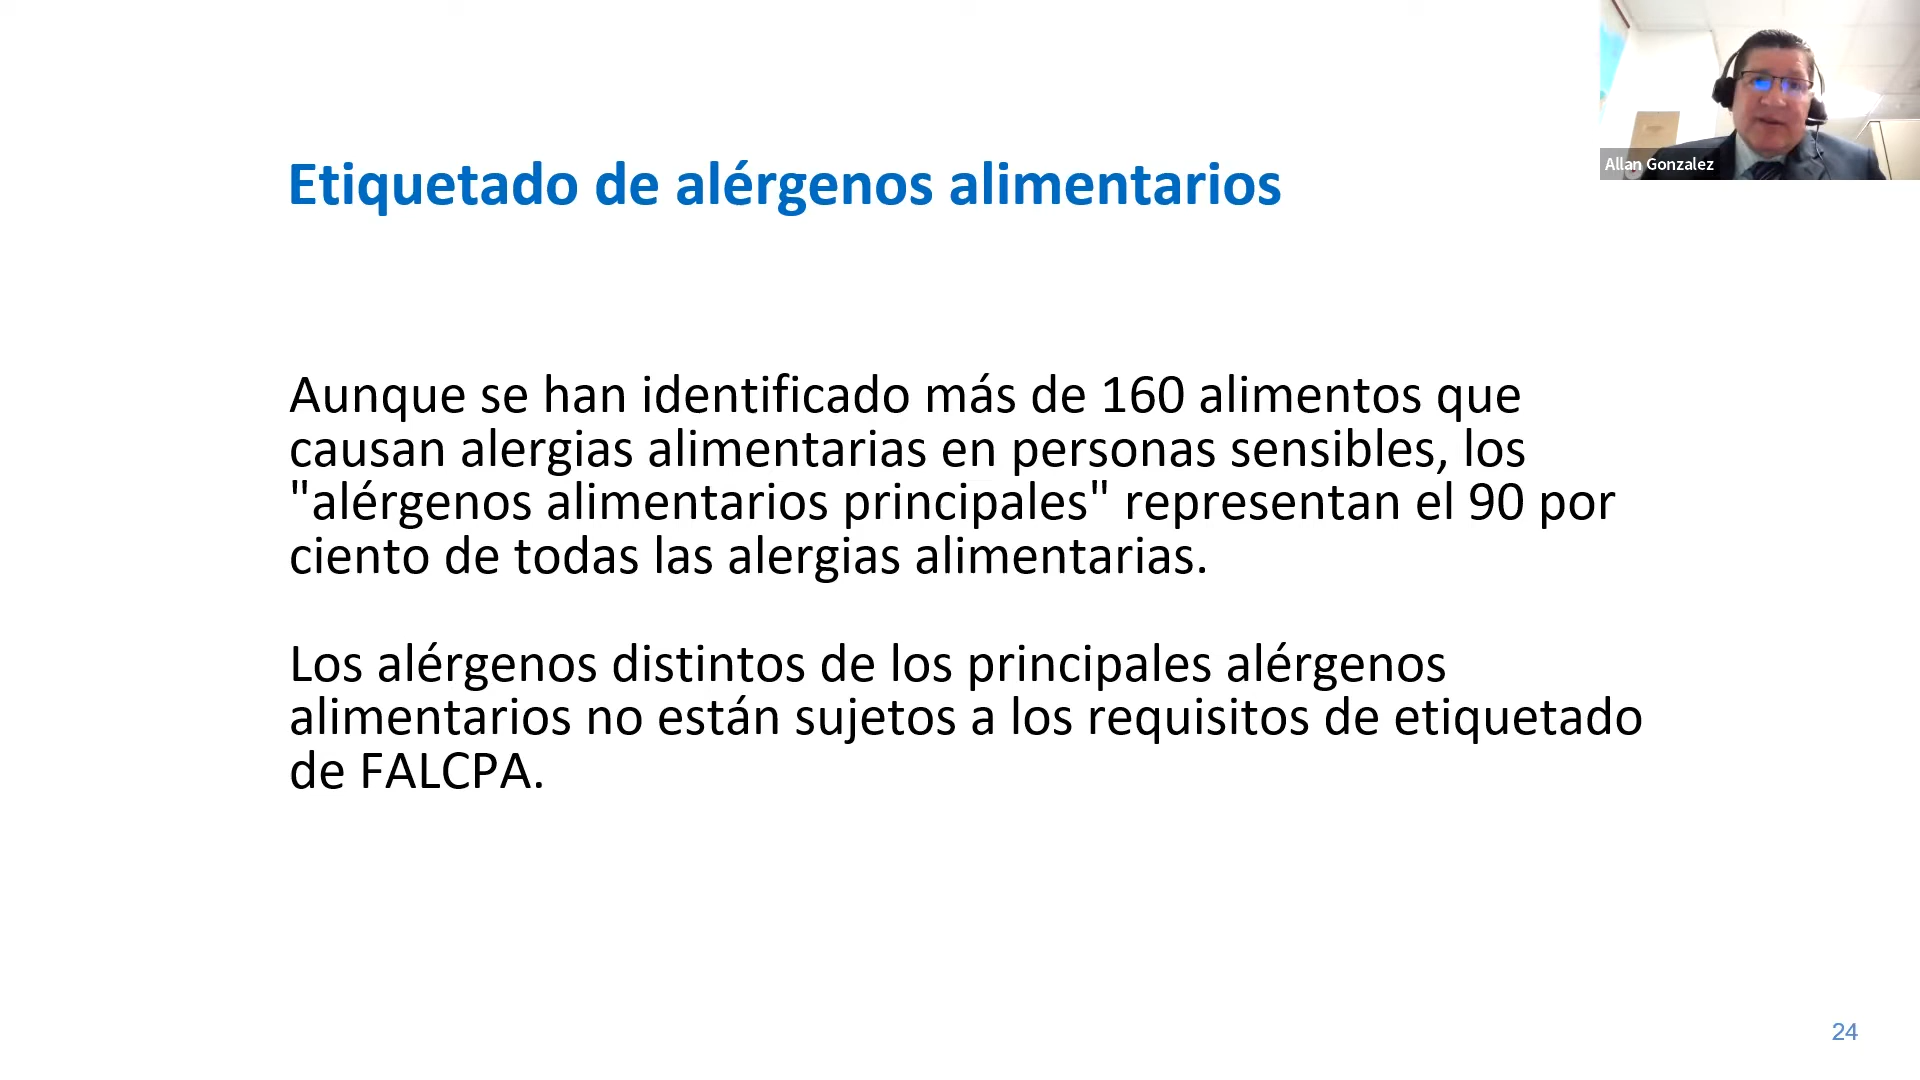 Etiquetado de alérgenos alimentarios
Allan Gonzalez
Aunque se han identificado más de 160 alimentos que
causan alergias alimentarias en personas sensibles, los
"alérgenos alimentarios principales" representan el 90 por
ciento de todas las alergias alimentarias.
Los alérgenos distintos de los principales alérgenos
alimentarios no están sujetos a los requisitos de etiquetado
de FALCPA.
24